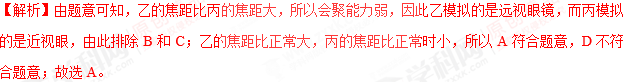 【解析】由题意可知，乙的焦距比丙的焦距大，所以会聚能力弱，因此乙模拟的是远视眼镜，而丙模拟
的是近视眼，由此排除 B 和 C；乙的焦距比正常大，丙的焦距比正常时小，所以 A 符合题意，D 不符
合题意；故选 A。